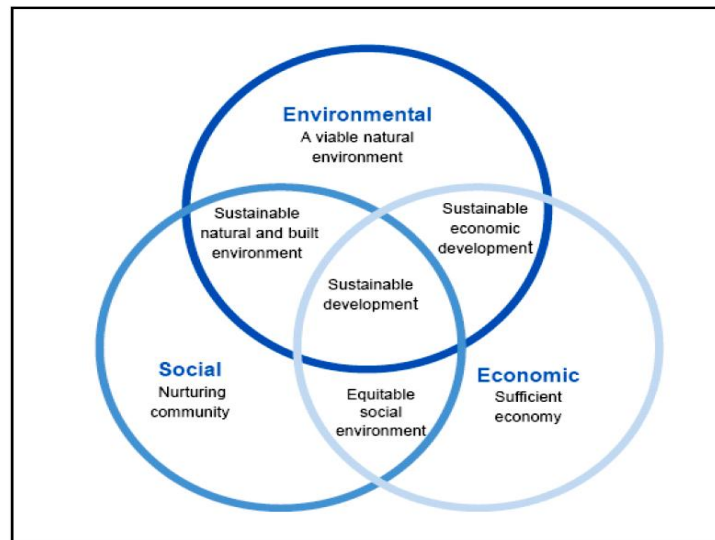 Environmental
A viable natural
environment
Sustainable
natural and built
environment
Sustainable
economic
development
Sustainable
development
Social
Nurturing
community
Equitable
social
environment
Economic
Sufficient
economy